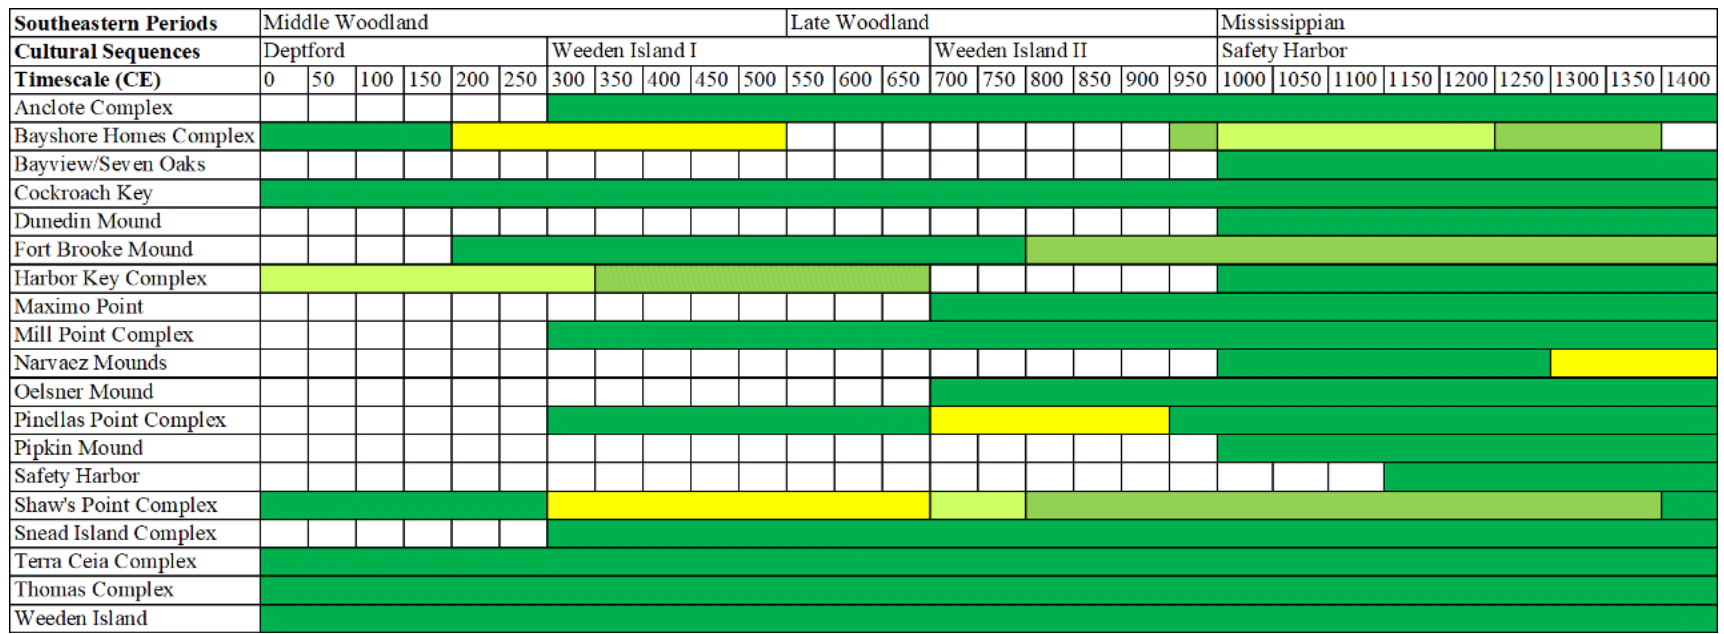 Southeastern Periods Middle Woodland Late Woodland Mississippian
Cultural Sequences Deptford Weeden Island I Weeden Island II Safety Harbor
Timescale (CE) 0 50 100 150 200 250 300 350 400 450 500 550 600 650 700 750 800 850 900 950 1000 1050 1100 1150 1200 1250 1300 1350 1400
Anclote Complex
Bayshore Homes Complex
Bayview/Seven Oaks
Cockroach Key
Dunedin Mound
Fort Brooke Mound
Harbor Key Complex
Maximo Point
Mill Point Complex
Narvaez Mounds
Oelsner Mound
Pinellas Point Complex
Pipkin Mound
Safety Harbor
Shaw's Point Complex
Snead Island Complex
Terra Ceia Complex
Thomas Complex
Weeden Island